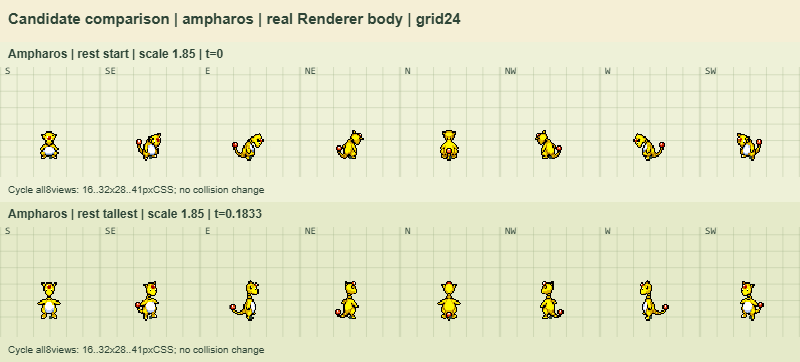 Candidate comparison | ampharos | real Renderer body | grid24
Ampharos | rest start | scale 1.85 | t=0
S SE E NE N NW W SW
Cycle all8views: 16..32x28..41pxCSS; no collision change
Ampharos | rest tallest | scale 1.85 | t=0.1833
S SE E NE N NW W SW
Cycle all8views: 16..32x28..41pxCSS; no collision change